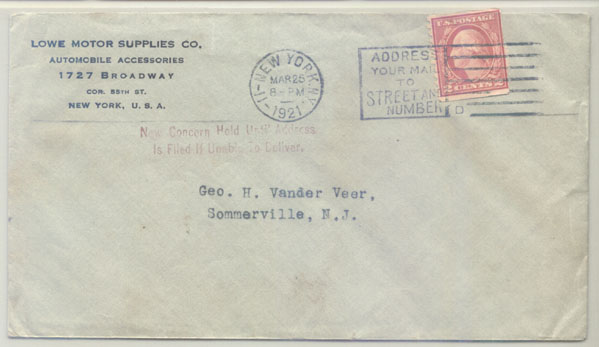 LOWE MOTOR SUPPLIES CO.
AUTOMOBILE ACCESSORIES
1727 BROADWAY
COR. 55TH ST.
NEW YORK, U. S. A.
NEW YORK, N.Y.
MAR 25
PM
1921
ADDRESS
YOUR MAIL
TO
STREET AND
NUMBER
D
U.S. POSTAGE
2 CENTS 2
New Concern Hold Until Address
Is Filed If Unable To Deliver.
Geo. H. Vander Veer,
Sommerville, N.J.